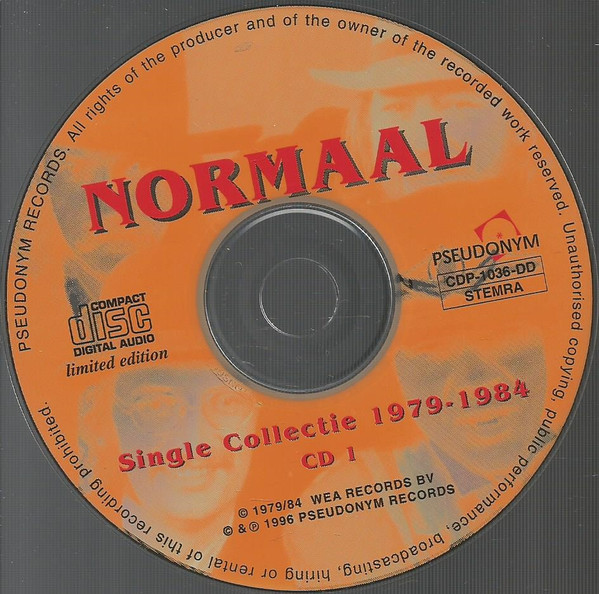 PSEUDONYM RECORDS. All rights of the producer and of the owner of the recorded work reserved. Unauthorised copying, public performance, broadcasting, hiring or rental of this recording prohibited.
NORMAAL
PSEUDONYM
CDP-1036-DD
STEMRA
COMPACT
disc
DIGITAL AUDIO
limited edition
Single Collectie 1979-1984
CD 1
© 1979/84 WEA RECORDS BV
© & ℗ 1996 PSEUDONYM RECORDS